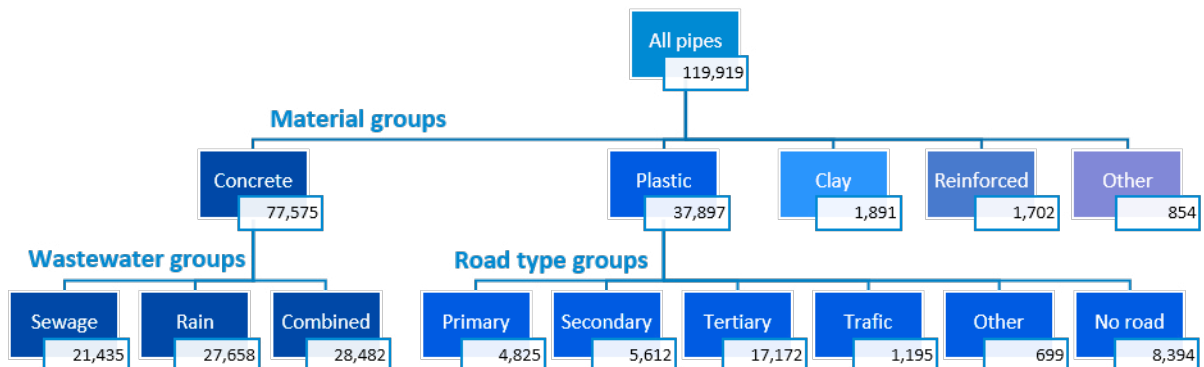 All pipes
119,919
Material groups
Concrete
77,575
Plastic
37,897
Clay
1,891
Reinforced
1,702
Other
854
Wastewater groups
Road type groups
Sewage
21,435
Rain
27,658
Combined
28,482
Primary
4,825
Secondary
5,612
Tertiary
17,172
Trafic
1,195
Other
699
No road
8,394